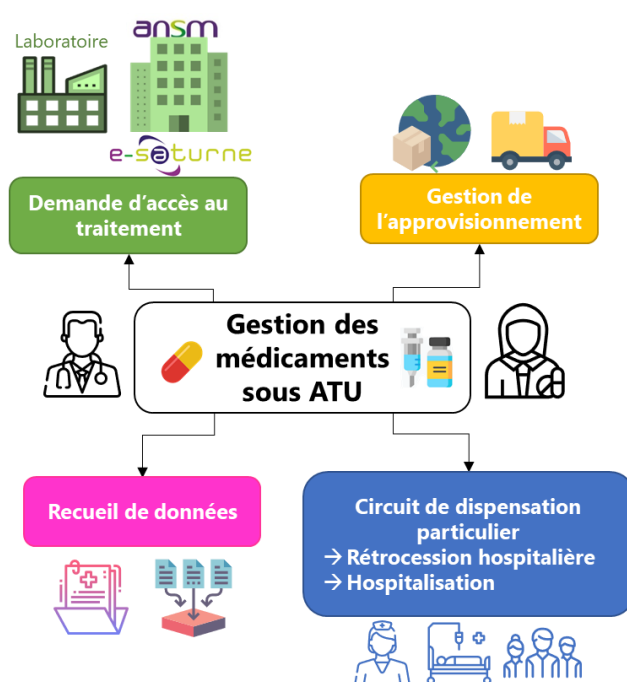 Laboratoire
ansm
e-saturne
Demande d'accès au
traitement
Gestion de
l'approvisionnement
Gestion des
médicaments
sous ATU
Recueil de données
Circuit de dispensation
particulier
→ Rétrocession hospitalière
→ Hospitalisation